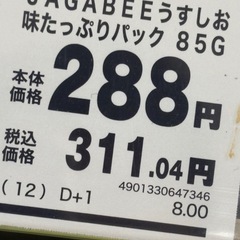 JAGABEEうすしお
味たっぷりパック 85G
本体価格 288円
税込価格 311.04円
4901330647346
(12) D+1 8.00